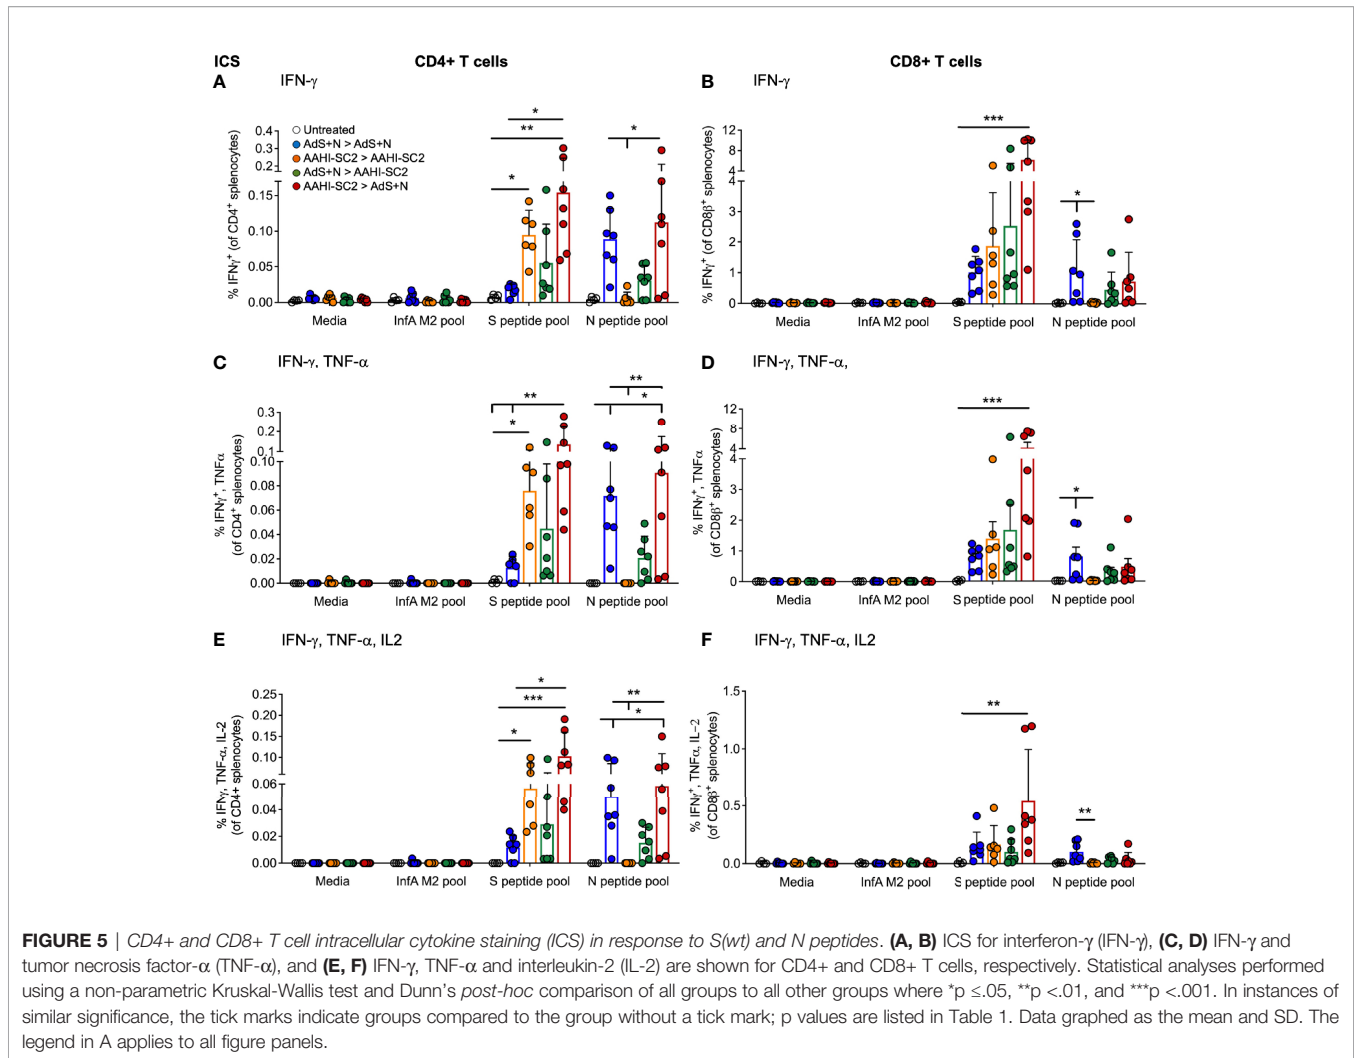 ICS CD4+ T cells CD8+ T cells
A IFN-γ
% IFNγ⁺ (of CD4⁺ splenocytes)
0.4
0.3
0.2
0.15
0.10
0.05
0.00
Untreated
AdS+N > AdS+N
AAHI-SC2 > AAHI-SC2
AdS+N > AAHI-SC2
AAHI-SC2 > AdS+N
*
**
*
*
Media InfA M2 pool S peptide pool N peptide pool
B IFN-γ
% IFNγ⁺ (of CD8β⁺ splenocytes)
12
8
4
4
3
2
1
0
***
*
Media InfA M2 pool S peptide pool N peptide pool
C IFN-γ, TNF-α
% IFNγ⁺, TNFα
(of CD4⁺ splenocytes)
0.3
0.2
0.1
0.10
0.08
0.06
0.04
0.02
0.00
**
*
**
*
Media InfA M2 pool S peptide pool N peptide pool
D IFN-γ, TNF-α,
% IFNγ⁺, TNFα
(of CD8β⁺ splenocytes)
12
8
4
4
3
2
1
0
***
*
Media InfA M2 pool S peptide pool N peptide pool
E IFN-γ, TNF-α, IL2
% IFNγ, TNF-α, IL-2
(of CD4+ splenocytes)
0.25
0.20
0.15
0.10
0.06
0.04
0.02
0.00
*
***
*
**
*
Media InfA M2 pool S peptide pool N peptide pool
F IFN-γ, TNF-α, IL2
% IFNγ⁺, TNFα, IL-2
(of CD8β⁺ splenocytes)
1.5
1.0
0.5
0.0
**
**
Media InfA M2 pool S peptide pool N peptide pool
FIGURE 5 | CD4+ and CD8+ T cell intracellular cytokine staining (ICS) in response to S(wt) and N peptides. (A, B) ICS for interferon-γ (IFN-γ), (C, D) IFN-γ and
tumor necrosis factor-α (TNF-α), and (E, F) IFN-γ, TNF-α and interleukin-2 (IL-2) are shown for CD4+ and CD8+ T cells, respectively. Statistical analyses performed
using a non-parametric Kruskal-Wallis test and Dunn's post-hoc comparison of all groups to all other groups where *p ≤.05, **p <.01, and ***p <.001. In instances of
similar significance, the tick marks indicate groups compared to the group without a tick mark; p values are listed in Table 1. Data graphed as the mean and SD. The
legend in A applies to all figure panels.